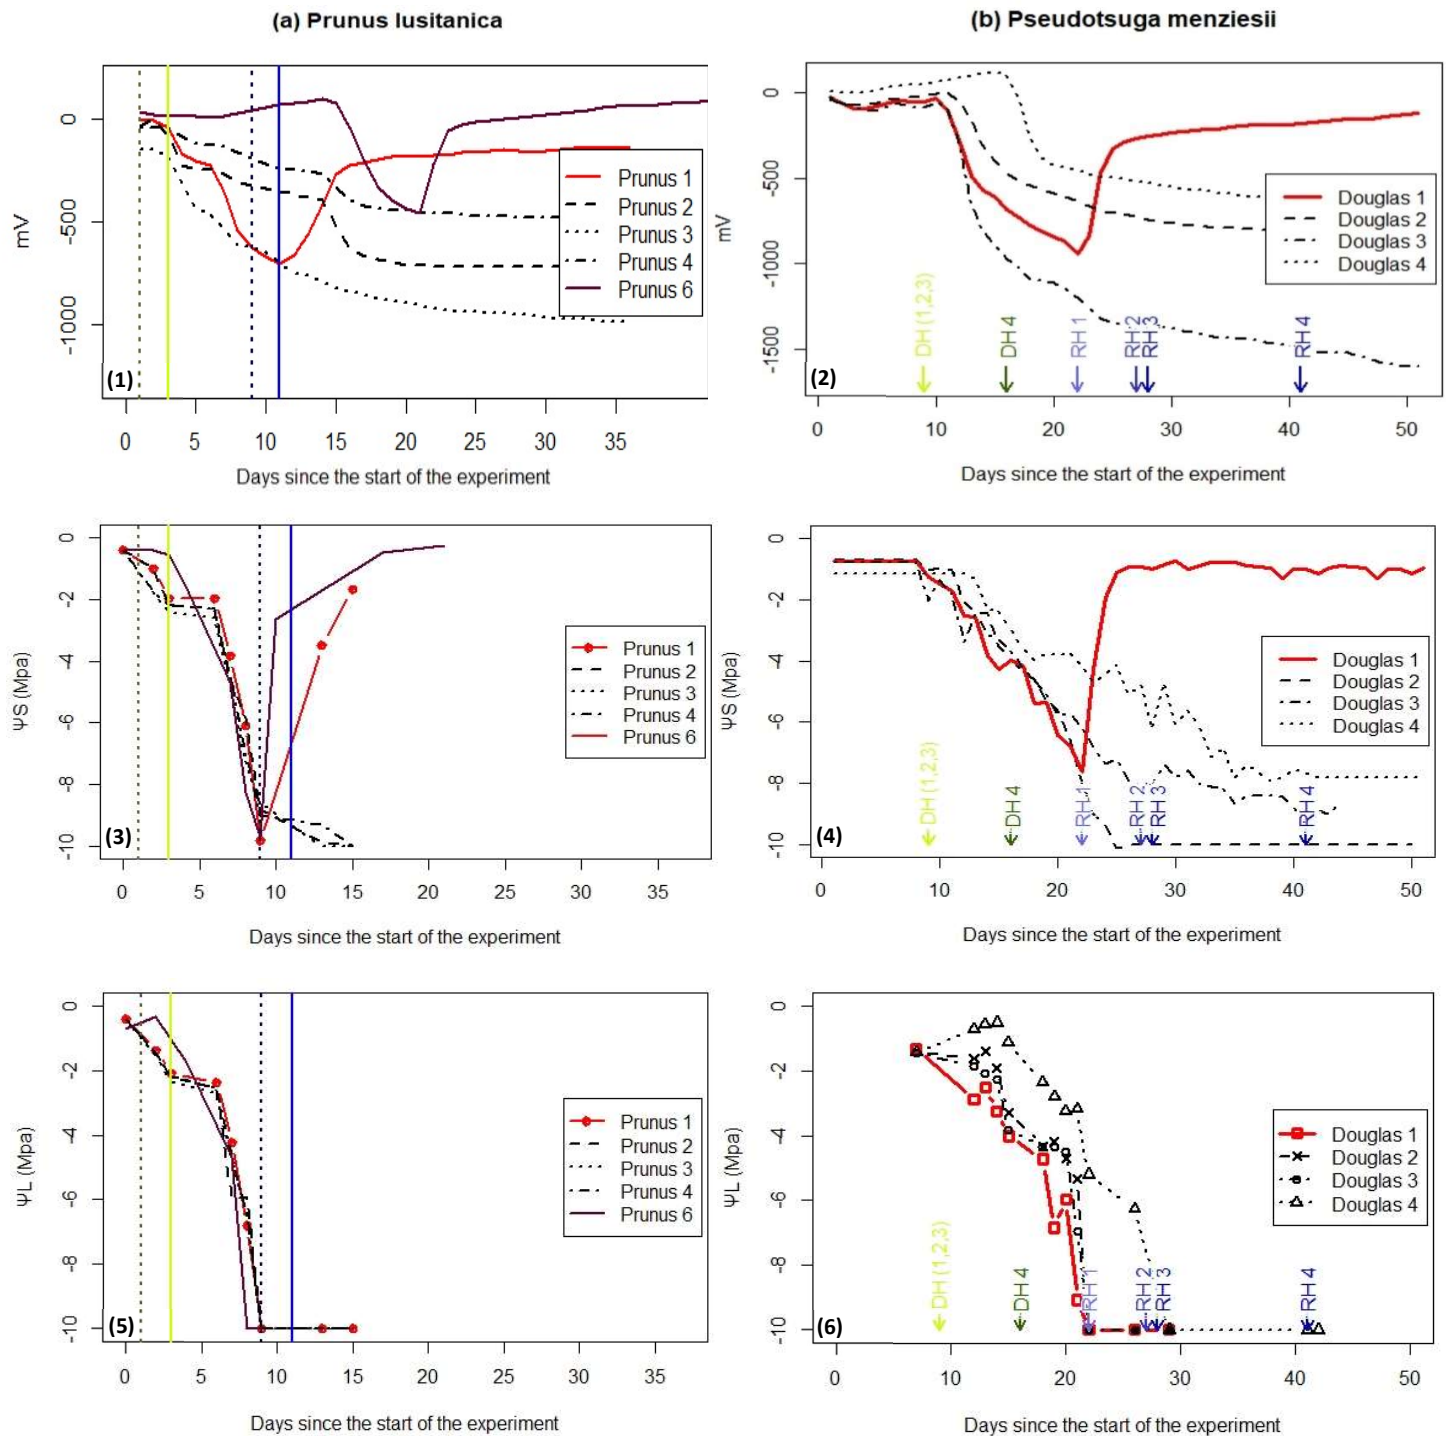 (a) Prunus lusitanica
(b) Pseudotsuga menziesii
mV
0
-500
-1000
(1)
Prunus 1
Prunus 2
Prunus 3
Prunus 4
Prunus 6
0 5 10 15 20 25 30 35
Days since the start of the experiment
mV
0
-500
-1000
-1500
(2)
DH (1,2,3)
DH 4
RH 1
RH 2
RH 3
RH 4
Douglas 1
Douglas 2
Douglas 3
Douglas 4
0 10 20 30 40 50
Days since the start of the experiment
ΨS (Mpa)
0
-2
-4
-6
-8
-10
(3)
Prunus 1
Prunus 2
Prunus 3
Prunus 4
Prunus 6
0 5 10 15 20 25 30 35
Days since the start of the experiment
ΨS (Mpa)
0
-2
-4
-6
-8
-10
(4)
DH (1,2,3)
DH 4
RH 1
RH 2
RH 3
RH 4
Douglas 1
Douglas 2
Douglas 3
Douglas 4
0 10 20 30 40 50
Days since the start of the experiment
ΨL (Mpa)
0
-2
-4
-6
-8
-10
(5)
Prunus 1
Prunus 2
Prunus 3
Prunus 4
Prunus 6
0 5 10 15 20 25 30 35
Days since the start of the experiment
ΨL (Mpa)
0
-2
-4
-6
-8
-10
(6)
DH (1,2,3)
DH 4
RH 1
RH 2
RH 3
RH 4
Douglas 1
Douglas 2
Douglas 3
Douglas 4
10 20 30 40 50
Days since the start of the experiment